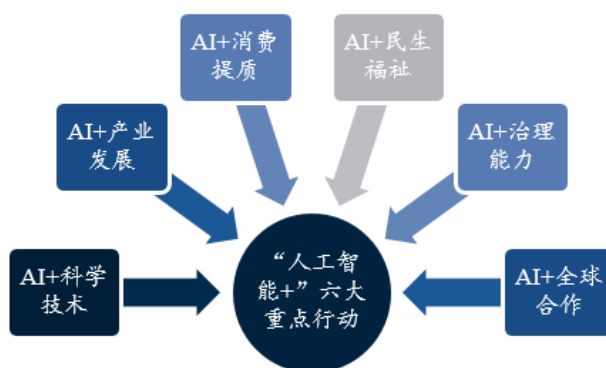 AI+消费
提质
AI+民生
福祉
AI+产业
发展
AI+治理
能力
AI+科学
技术
“人工智
能+”六大
重点行动
AI+全球
合作